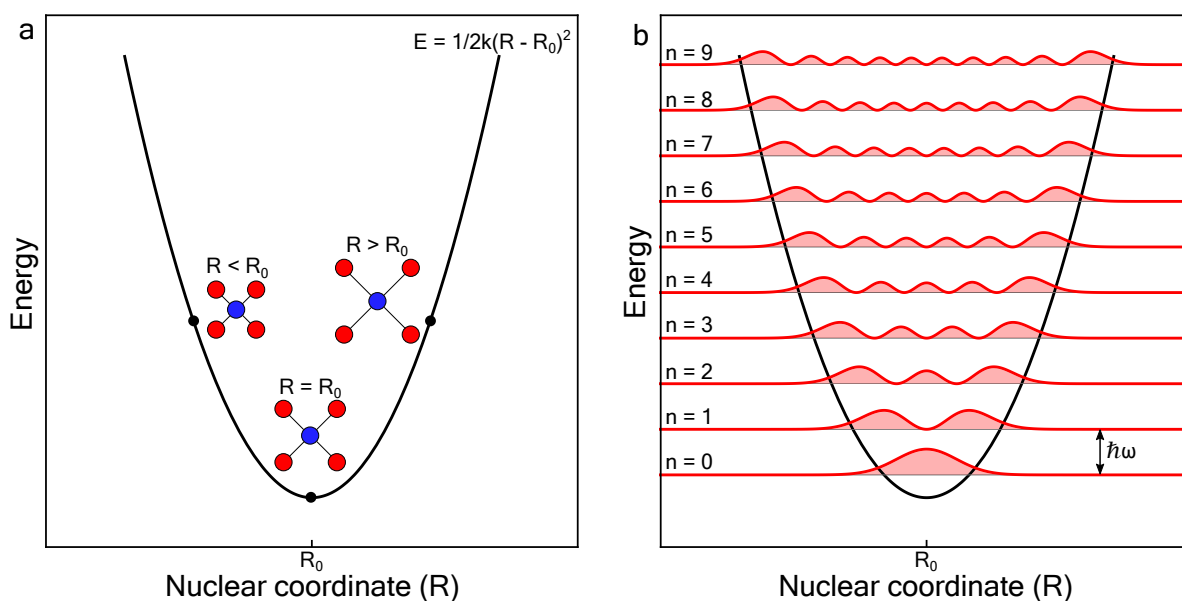 a
E = 1/2k(R - R₀)²
R < R₀
R > R₀
R = R₀
Energy
R₀
Nuclear coordinate (R)
b
n = 9
n = 8
n = 7
n = 6
n = 5
n = 4
n = 3
n = 2
n = 1
n = 0
ℏω
Energy
R₀
Nuclear coordinate (R)